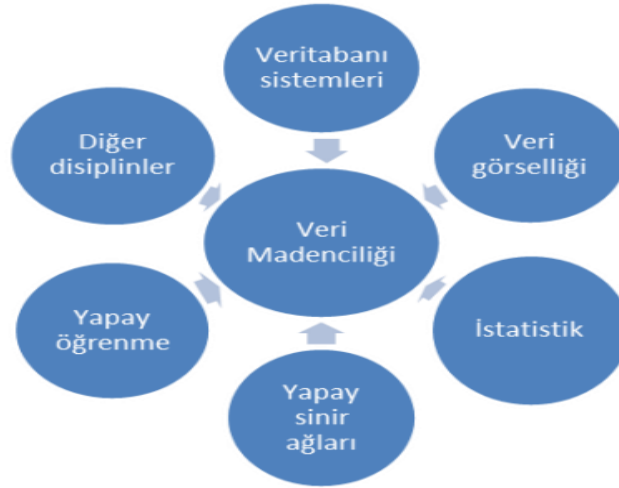 Veritabanı
sistemleri
Veri
görselliği
İstatistik
Yapay
sinir
ağları
Yapay
öğrenme
Diğer
disiplinler
Veri
Madenciliği